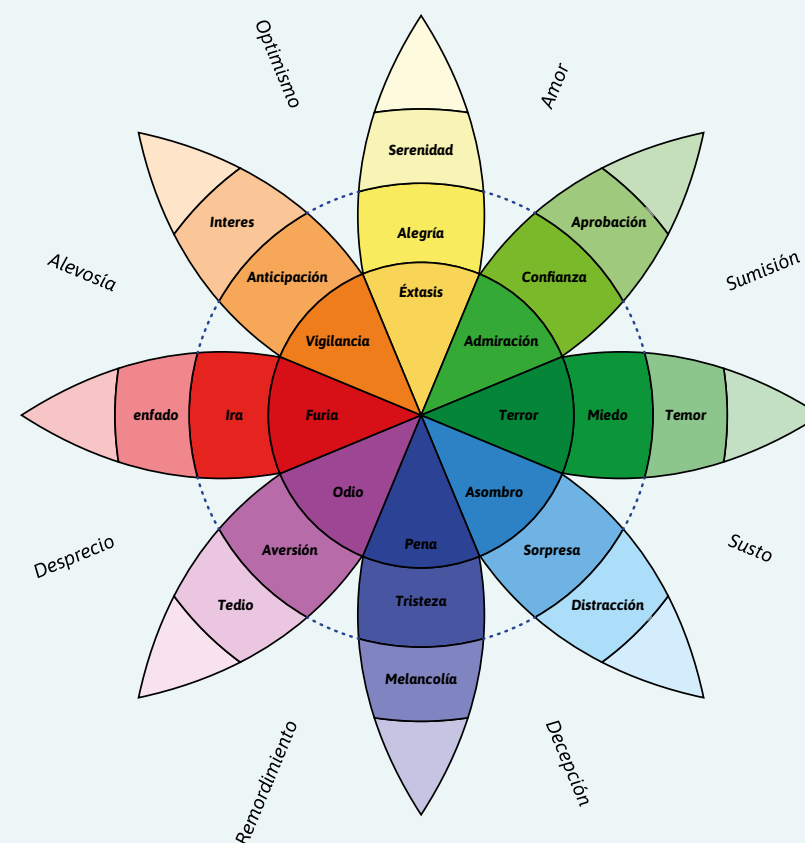 Optimismo
Amor
Serenidad
Interes
Aprobación
Alegría
Alevosía
Anticipación
Confianza
Sumisión
Éxtasis
Vigilancia
Admiración
enfado
Ira
Furia
Terror
Miedo
Temor
Odio
Asombro
Desprecio
Aversión
Pena
Sorpresa
Susto
Tedio
Tristeza
Distracción
Melancolía
Remordimiento
Decepción